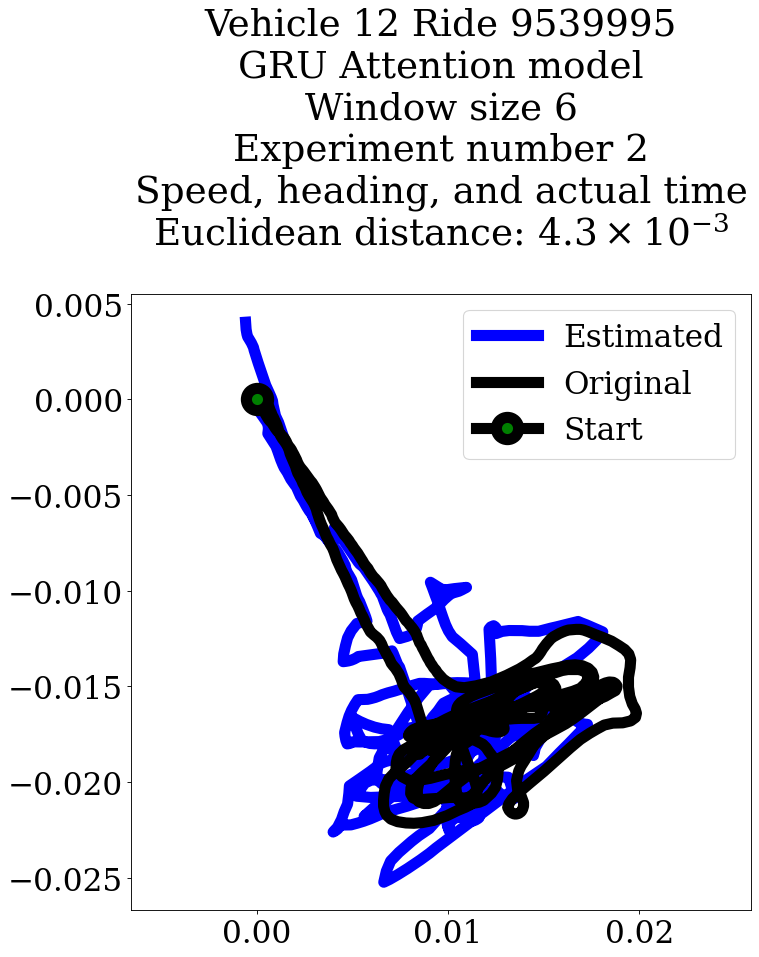 Vehicle 12 Ride 9539995
GRU Attention model
Window size 6
Experiment number 2
Speed, heading, and actual time
Euclidean distance: 4.3 × 10⁻³
0.005
0.000
−0.005
−0.010
−0.015
−0.020
−0.025
Estimated
Original
Start
0.00 0.01 0.02